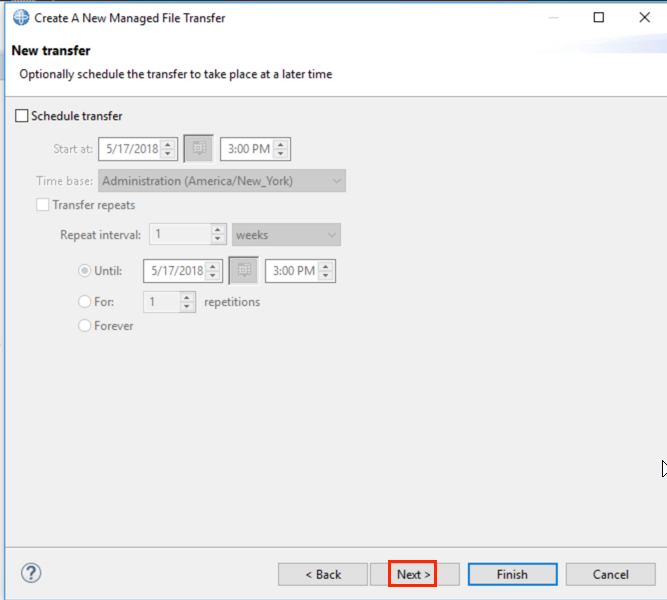 Create A New Managed File Transfer
New transfer
Optionally schedule the transfer to take place at a later time
Schedule transfer
Start at: 5/17/2018 3:00 PM
Time base: Administration (America/New_York)
Transfer repeats
Repeat interval: 1 weeks
Until: 5/17/2018 3:00 PM
For: 1 repetitions
Forever
? < Back Next > Finish Cancel